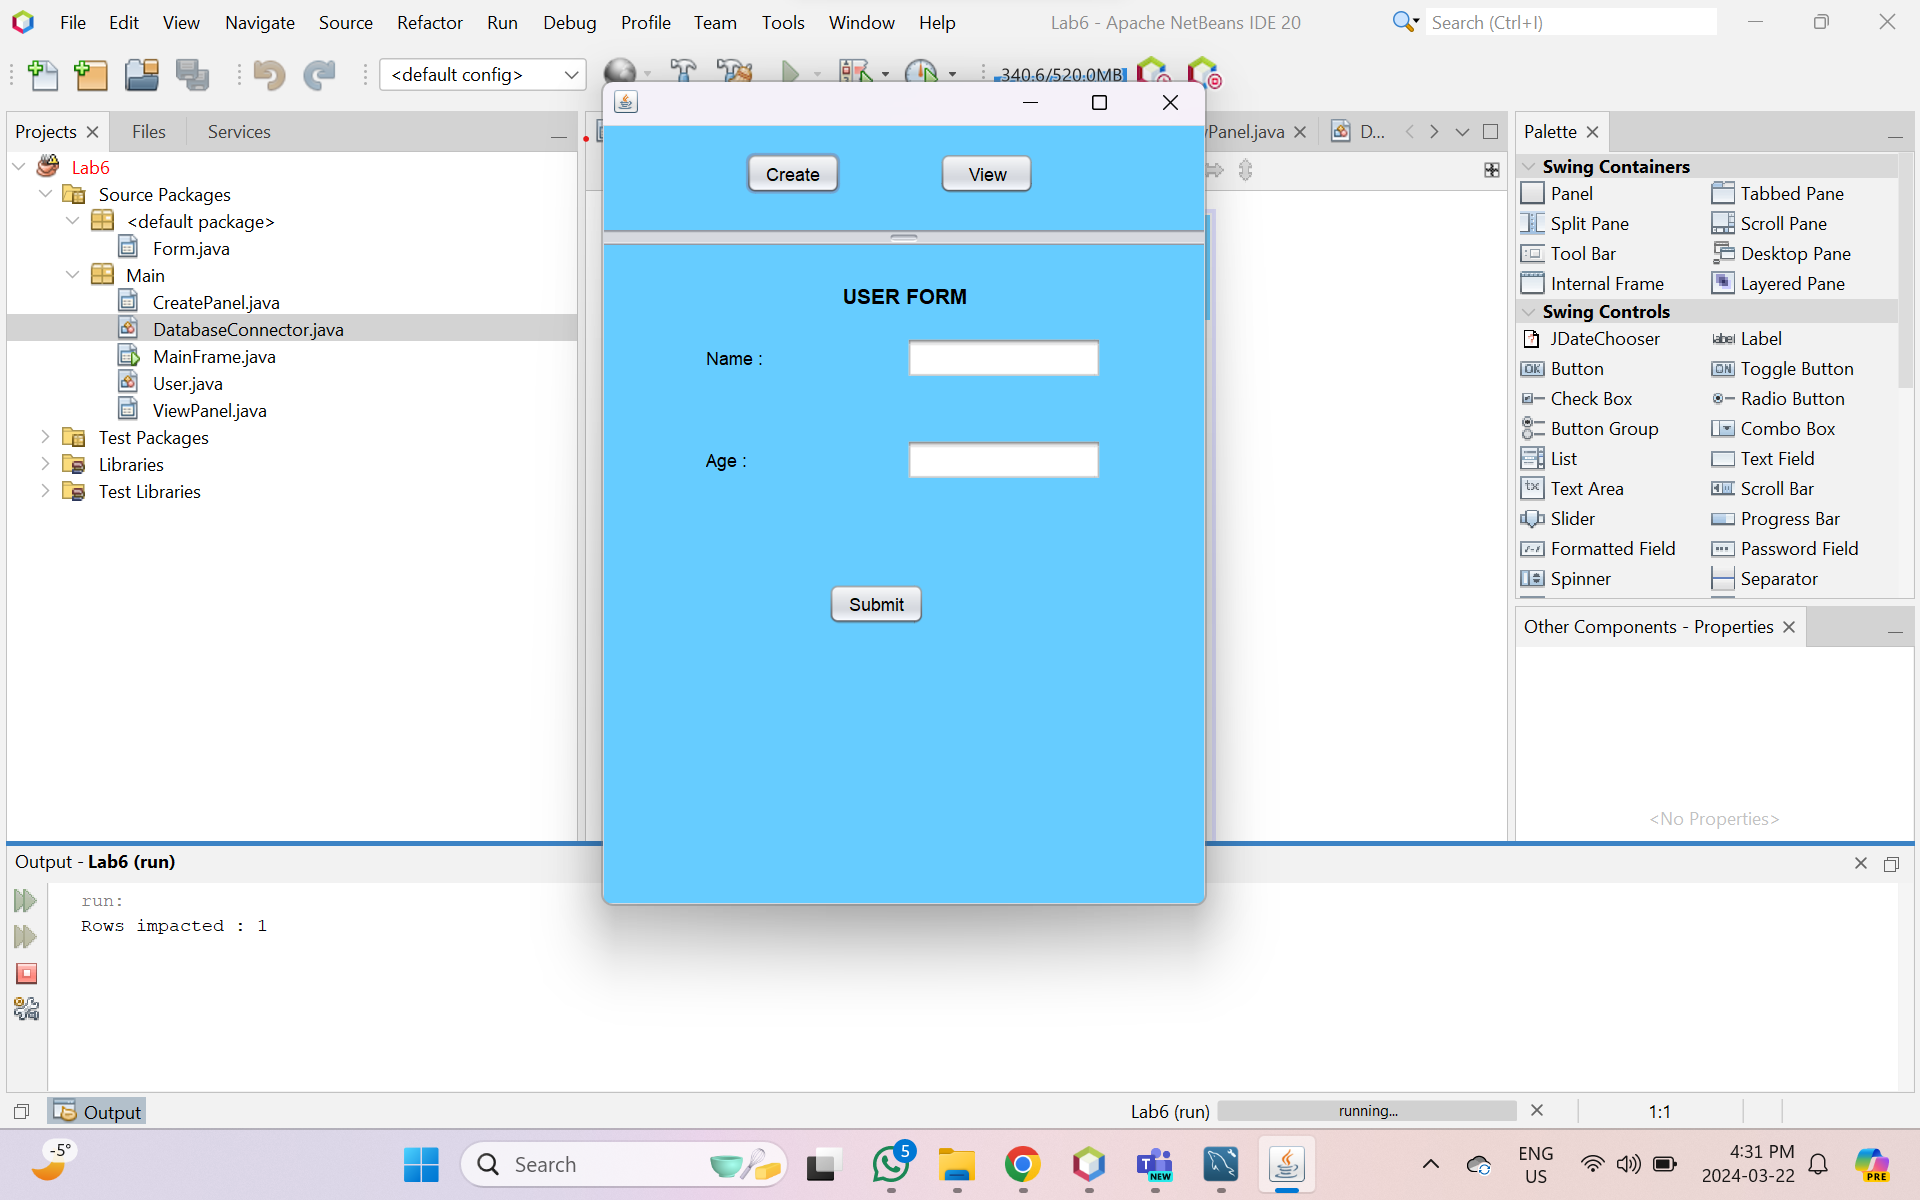 File Edit View Navigate Source Refactor Run Debug Profile Team Tools Window Help
Lab6 - Apache NetBeans IDE 20
Search (Ctrl+I)
<default config>
340.6/520.0MB
Projects
Files
Services
Lab6
Source Packages
<default package>
Form.java
Main
CreatePanel.java
DatabaseConnector.java
MainFrame.java
User.java
ViewPanel.java
Test Packages
Libraries
Test Libraries
Panel.java
D...
Create
View
USER FORM
Name :
Age :
Submit
Palette
Swing Containers
Panel
Tabbed Pane
Split Pane
Scroll Pane
Tool Bar
Desktop Pane
Internal Frame
Layered Pane
Swing Controls
JDateChooser
label Label
OK Button
ON Toggle Button
Check Box
Radio Button
Button Group
Combo Box
List
Text Field
Text Area
Scroll Bar
Slider
Progress Bar
Formatted Field
Password Field
Spinner
Separator
Other Components - Properties
<No Properties>
Output - Lab6 (run)
run:
Rows impacted : 1
Output
Lab6 (run)
running...
1:1
-5°
Search
5
NEW
ENG
US
4:31 PM
2024-03-22
PRE